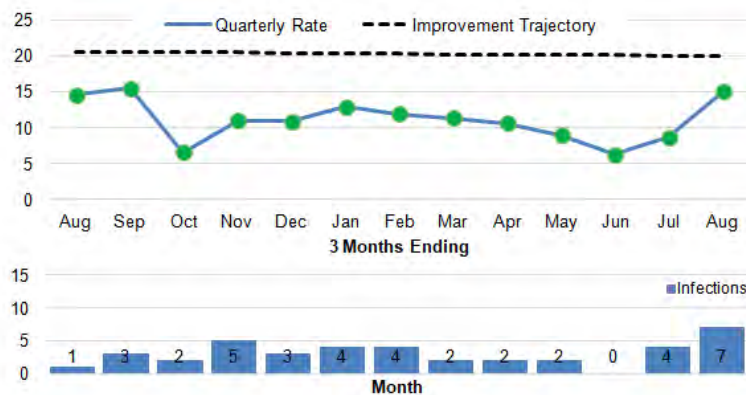 25
Quarterly Rate
Improvement Trajectory
20
15
10
5
0
Aug Sep Oct Nov Dec Jan Feb Mar Apr May Jun Jul Aug
3 Months Ending
15
Infections
10
5
0
1 3 2 5 3 4 4 2 2 2 0 4 7
Month